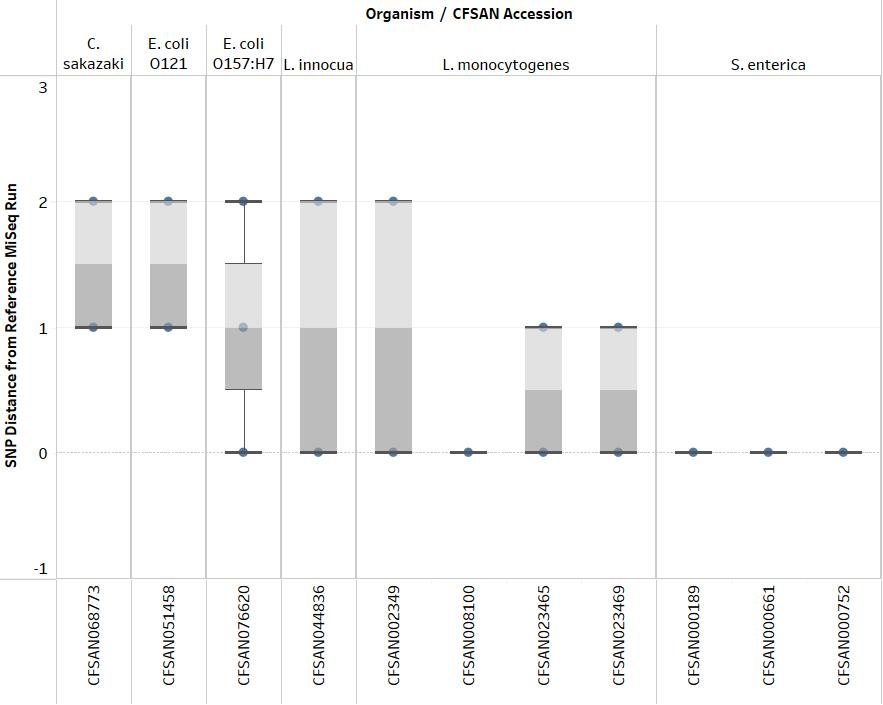 Organism / CFSAN Accession
C. sakazaki
E. coli O121
E. coli O157:H7
L. innocua
L. monocytogenes
S. enterica
SNP Distance from Reference MiSeq Run
3
2
1
0
-1
CFSAN068773
CFSAN051458
CFSAN076620
CFSAN044836
CFSAN002349
CFSAN008100
CFSAN023465
CFSAN023469
CFSAN000189
CFSAN000661
CFSAN000752